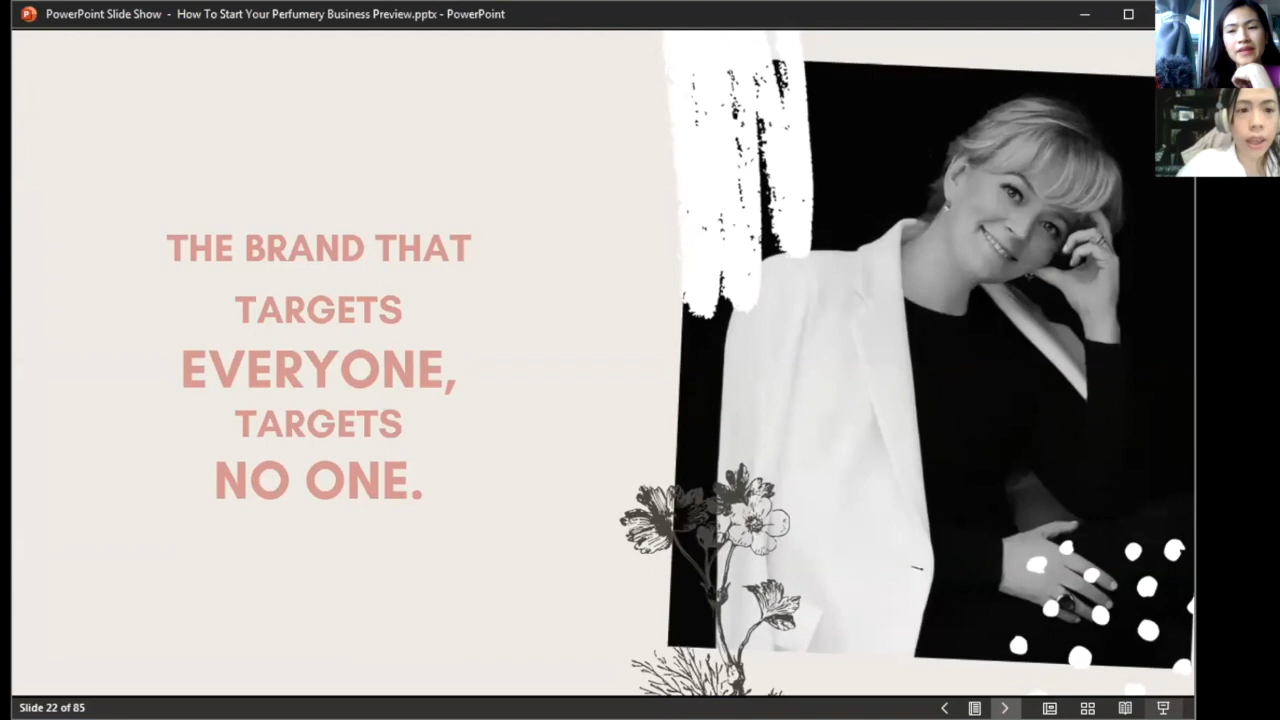 PowerPoint Slide Show - How To Start Your Perfumery Business Preview.pptx - PowerPoint
THE BRAND THAT
TARGETS
EVERYONE,
TARGETS
NO ONE.
Slide 22 of 85